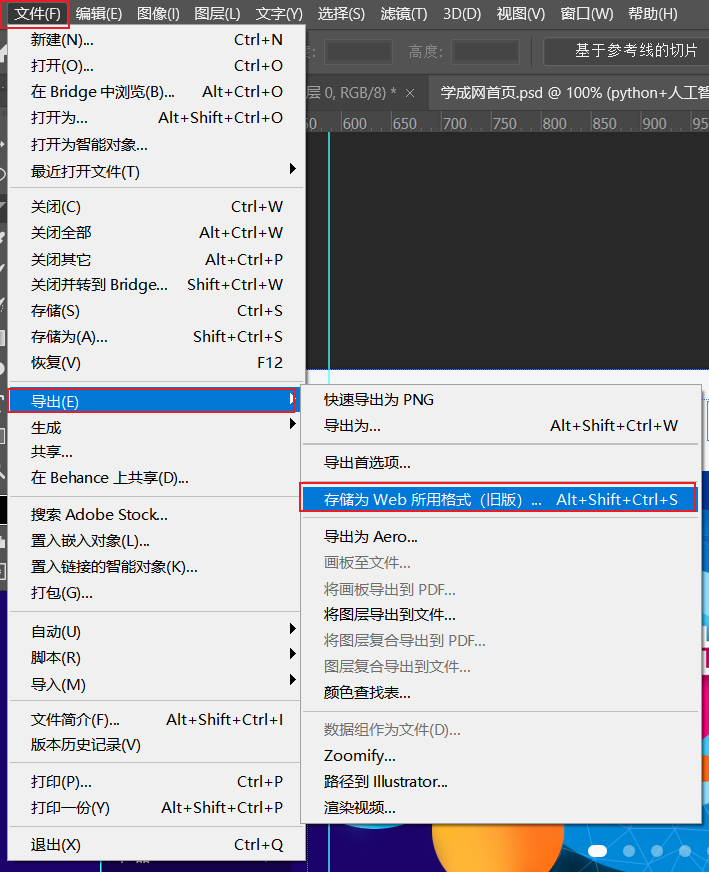 文件(F) 编辑(E) 图像(I) 图层(L) 文字(Y) 选择(S) 滤镜(T) 3D(D) 视图(V) 窗口(W) 帮助(H)
高度: 基于参考线的切片
层 0, RGB/8) * × 学成网首页.psd @ 100% (python+人工智
600 650 700 750 800 850 900 95
新建(N)... Ctrl+N
打开(O)... Ctrl+O
在 Bridge 中浏览(B)... Alt+Ctrl+O
打开为... Alt+Shift+Ctrl+O
打开为智能对象...
最近打开文件(T)
关闭(C) Ctrl+W
关闭全部 Alt+Ctrl+W
关闭其它 Alt+Ctrl+P
关闭并转到 Bridge... Shift+Ctrl+W
存储(S) Ctrl+S
存储为(A)... Shift+Ctrl+S
恢复(V) F12
导出(E)
生成
共享...
在 Behance 上共享(D)...
搜索 Adobe Stock...
置入嵌入对象(L)...
置入链接的智能对象(K)...
打包(G)...
自动(U)
脚本(R)
导入(M)
文件简介(F)... Alt+Shift+Ctrl+I
版本历史记录(V)
打印(P)... Ctrl+P
打印一份(Y) Alt+Shift+Ctrl+P
退出(X) Ctrl+Q
快速导出为 PNG
导出为... Alt+Shift+Ctrl+W
导出首选项...
存储为 Web 所用格式（旧版）... Alt+Shift+Ctrl+S
导出为 Aero...
画板至文件...
将画板导出到 PDF...
将图层导出到文件...
将图层复合导出到 PDF...
图层复合导出到文件...
颜色查找表...
数据组作为文件(D)...
Zoomify...
路径到 Illustrator...
渲染视频...